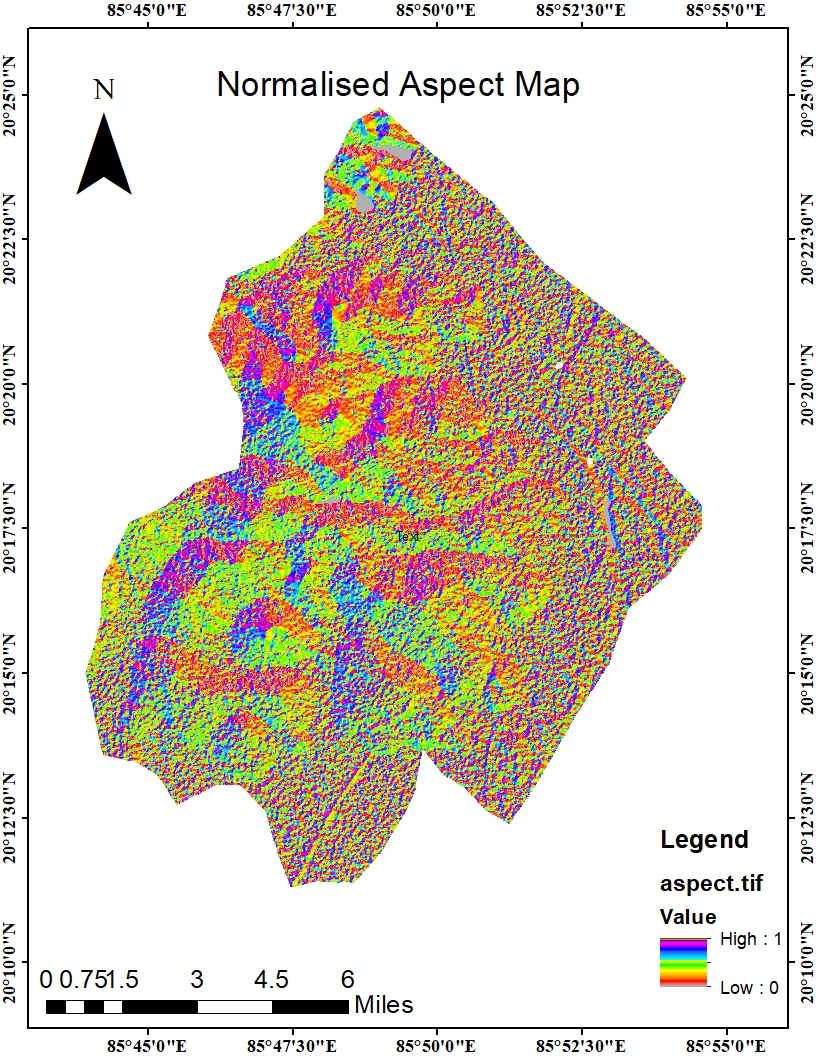 85°45'0"E 85°47'30"E 85°50'0"E 85°52'30"E 85°55'0"E
Normalised Aspect Map
N
20°25'0"N 20°25'0"N
20°22'30"N 20°22'30"N
20°20'0"N 20°20'0"N
20°17'30"N 20°17'30"N
Text
20°15'0"N 20°15'0"N
20°12'30"N 20°12'30"N
Legend
aspect.tif
Value
High : 1
Low : 0
20°10'0"N 20°10'0"N
0 0.75 1.5 3 4.5 6
Miles
85°45'0"E 85°47'30"E 85°50'0"E 85°52'30"E 85°55'0"E